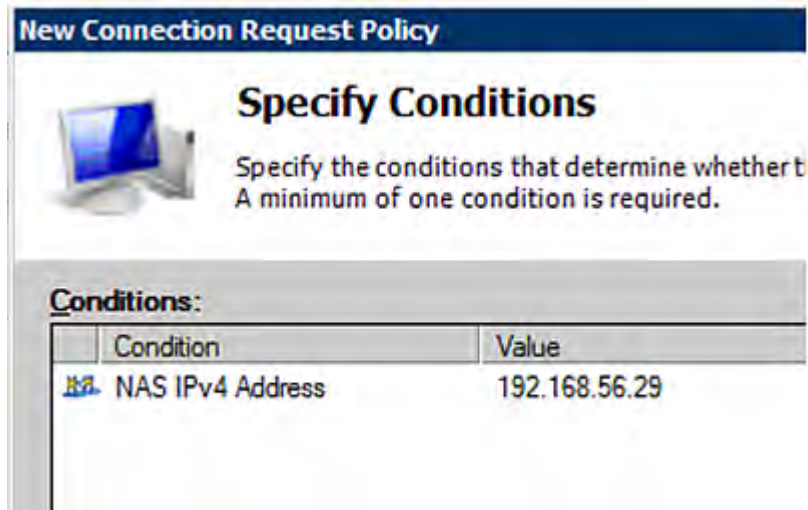 New Connection Request Policy
Specify Conditions
Specify the conditions that determine whether
A minimum of one condition is required.
Conditions:
Condition Value
NAS IPv4 Address 192.168.56.29